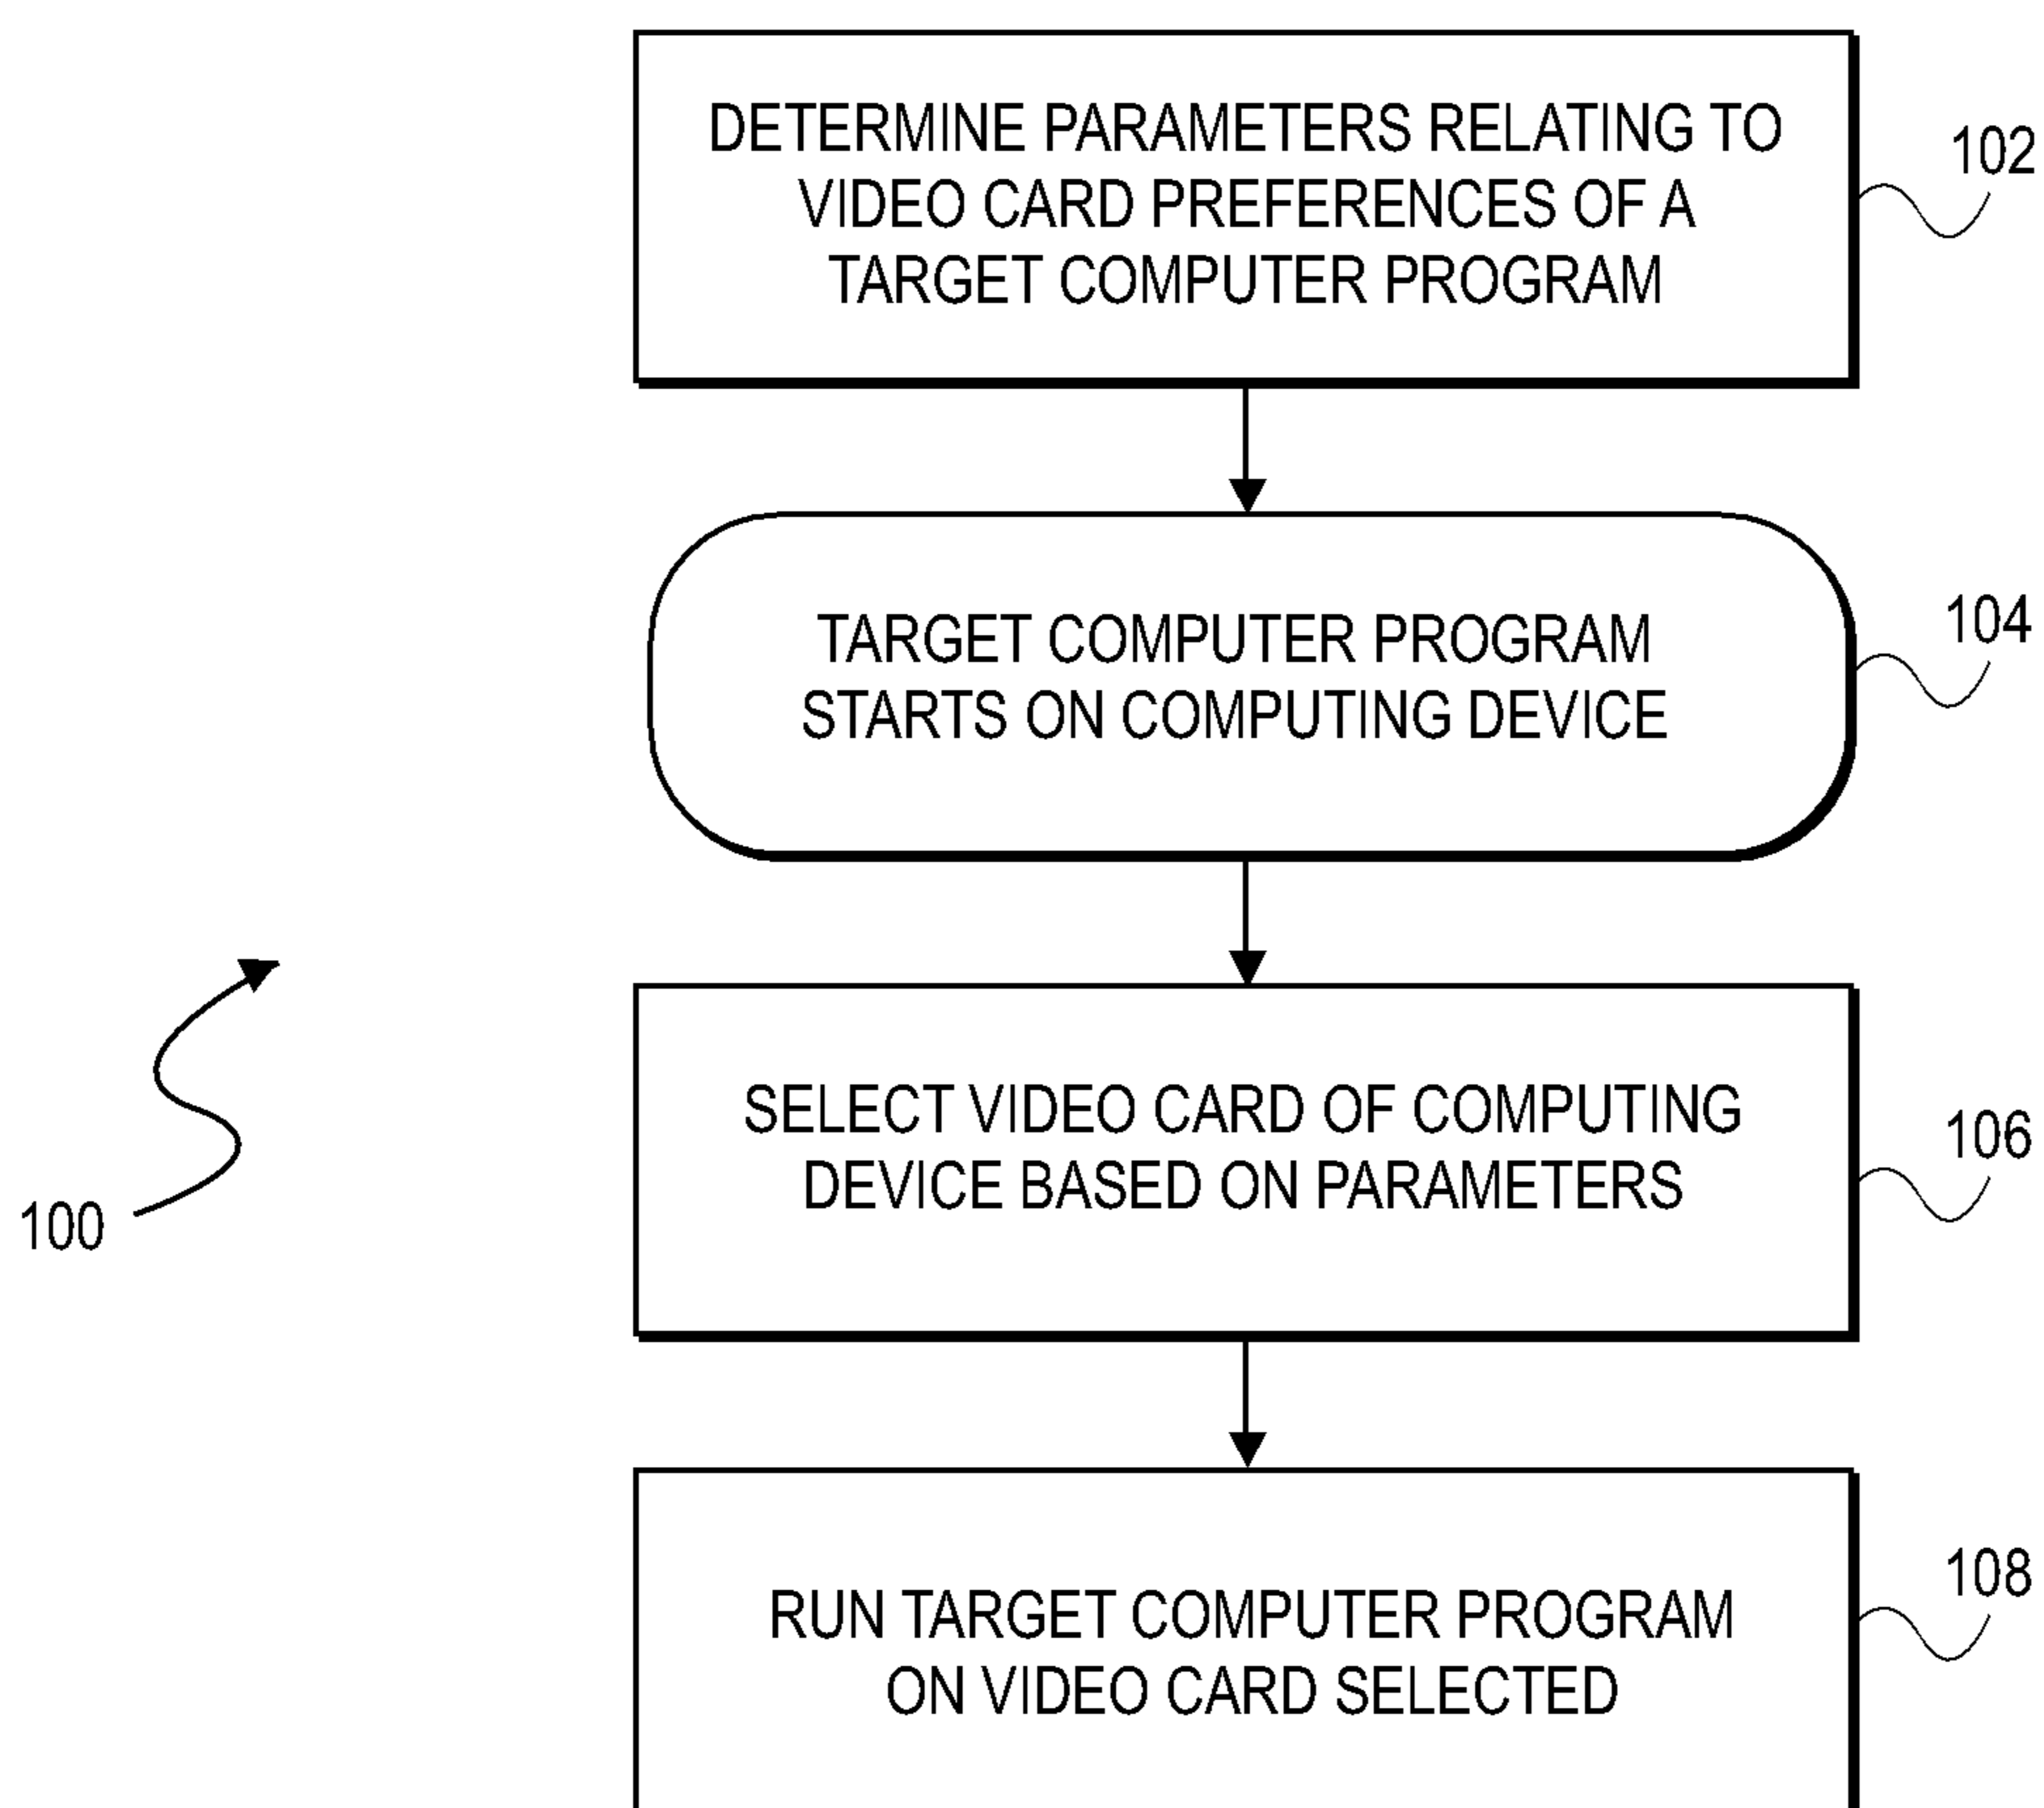 DETERMINE PARAMETERS RELATING TO
VIDEO CARD PREFERENCES OF A
TARGET COMPUTER PROGRAM
102
TARGET COMPUTER PROGRAM
STARTS ON COMPUTING DEVICE
104
SELECT VIDEO CARD OF COMPUTING
DEVICE BASED ON PARAMETERS
106
100
RUN TARGET COMPUTER PROGRAM
ON VIDEO CARD SELECTED
108